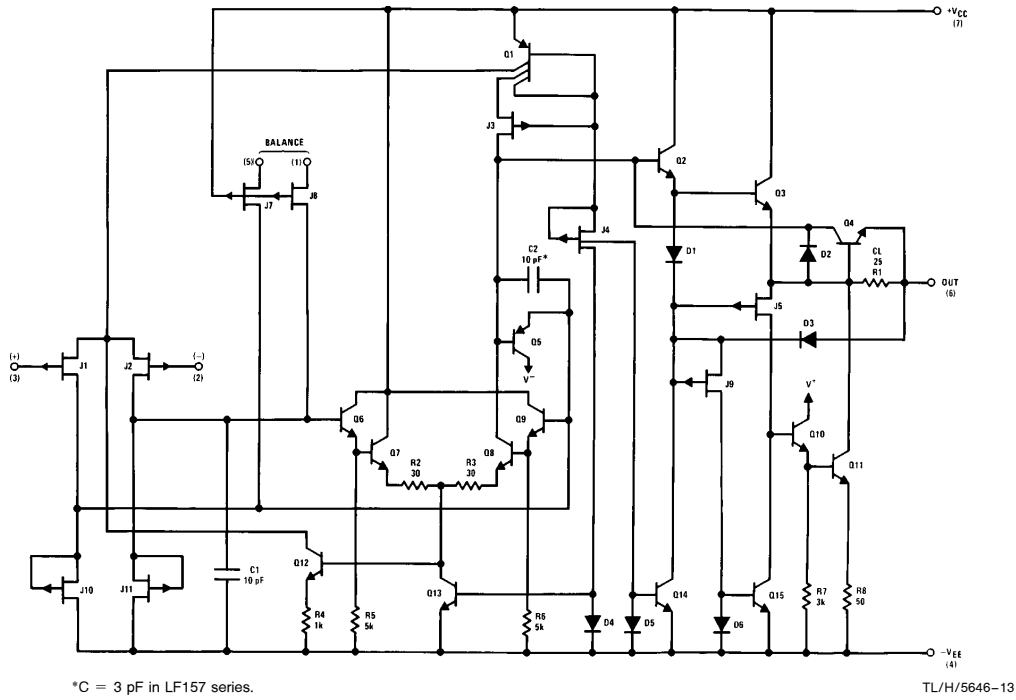 +VCC
(7)
Q1
J3
BALANCE
(5)
(1)
J7
J8
Q2
Q3
Q4
J4
C2
10 pF*
D1
D2
CL
25
R1
OUT
(6)
J5
Q5
V−
D3
(+)
(3)
J1
J2
(−)
(2)
J9
V+
Q6
Q9
Q10
Q7
R2
30
R3
30
Q8
Q11
Q12
C1
10 pF
J10
J11
Q13
Q14
Q15
R4
1k
R5
5k
R6
5k
D4
D5
D6
R7
3k
R8
50
−VEE
(4)
*C = 3 pF in LF157 series.
TL/H/5646–13